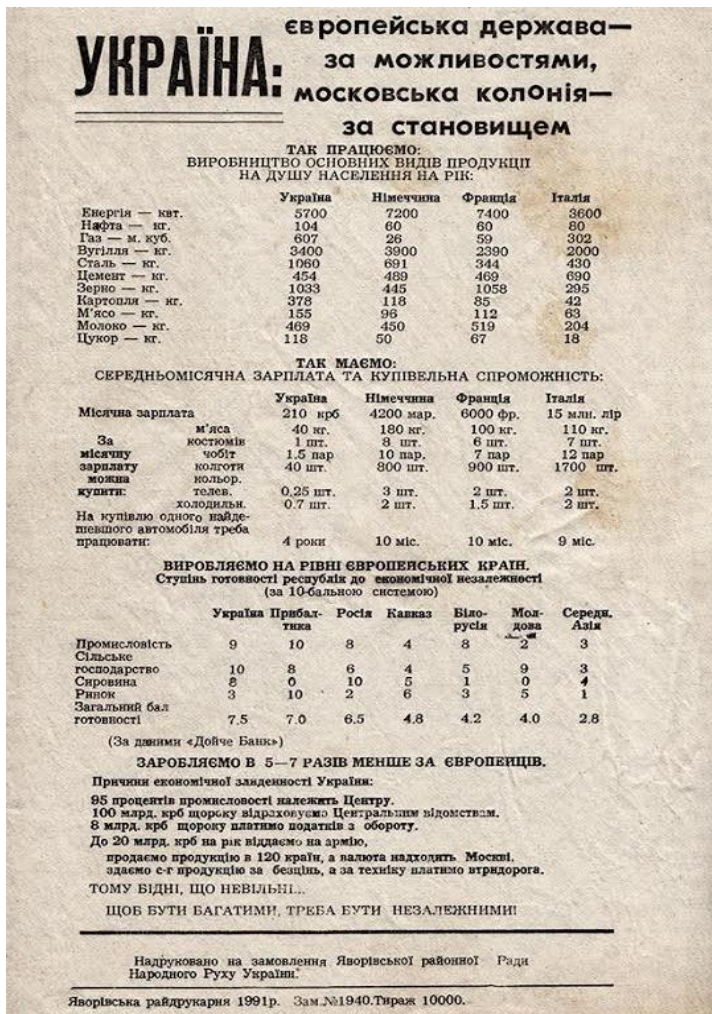 УКРАЇНА:
європейська держава—
за можливостями,
московська колонія—
за становищем
ТАК ПРАЦЮЄМО:
ВИРОБНИЦТВО ОСНОВНИХ ВИДІВ ПРОДУКЦІЇ
НА ДУШУ НАСЕЛЕННЯ НА РІК:
Україна Німеччина Франція Італія
Енергія — квт. 5700 7200 7400 3600
Нафта — кг. 104 60 60 80
Газ — м. куб. 607 26 59 302
Вугілля — кг. 3400 3900 2390 2000
Сталь — кг. 1060 691 344 430
Цемент — кг. 454 489 469 690
Зерно — кг. 1033 445 1058 295
Картопля — кг. 378 118 85 42
М'ясо — кг. 155 96 112 63
Молоко — кг. 469 450 519 204
Цукор — кг. 118 50 67 18
ТАК МАЄМО:
СЕРЕДНЬОМІСЯЧНА ЗАРПЛАТА ТА КУПІВЕЛЬНА СПРОМОЖНІСТЬ:
Україна Німеччина Франція Італія
Місячна зарплата 210 крб 4200 мар. 6000 фр. 15 млн. лір
м'яса 40 кг. 180 кг. 100 кг. 110 кг.
За костюмів 1 шт. 8 шт. 6 шт. 7 шт.
місячну чобіт 1.5 пар 10 пар. 7 пар 12 пар
зарплату колготи 40 шт. 800 шт. 900 шт. 1700 шт.
можна кольор.
купити: телев. 0,25 шт. 3 шт. 2 шт. 2 шт.
холодильн. 0.7 шт. 2 шт. 1.5 шт. 2 шт.
На купівлю одного найде-
шевшого автомобіля треба
працювати: 4 роки 10 міс. 10 міс. 9 міс.
ВИРОБЛЯЄМО НА РІВНІ ЄВРОПЕЙСЬКИХ КРАЇН.
Ступінь готовності республік до економічної незалежності
(за 10-бальною системою)
Україна Прибал- Росія Кавказ Біло- Мол- Середн.
тика русія дова Азія
Промисловість 9 10 8 4 8 2 3
Сільське
господарство 10 8 6 4 5 9 3
Сировина 8 0 10 5 1 0 4
Ринок 3 10 2 6 3 5 1
Загальний бал
готовності 7.5 7.0 6.5 4.8 4.2 4.0 2.8
(За даними «Дойче Банк»)
ЗАРОБЛЯЄМО В 5—7 РАЗІВ МЕНШЕ ЗА ЄВРОПЕЙЦІВ.
Причини економічної злиденності України:
95 процентів промисловості належить Центру.
100 млрд. крб щороку відраховуємо Центральним відомствам.
8 млрд. крб щороку платимо податків з обороту.
До 20 млрд. крб на рік віддаємо на армію,
продаємо продукцію в 120 країн, а валюта надходить Москві,
здаємо с-г продукцію за безцінь, а за техніку платимо втридорога.
ТОМУ БІДНІ, ЩО НЕВІЛЬНІ...
ЩОБ БУТИ БАГАТИМИ, ТРЕБА БУТИ НЕЗАЛЕЖНИМИ!
Надруковано на замовлення Яворівської районної Ради
Народного Руху України.
Яворівська райдрукарня 1991р. Зам.№1940.Тираж 10000.